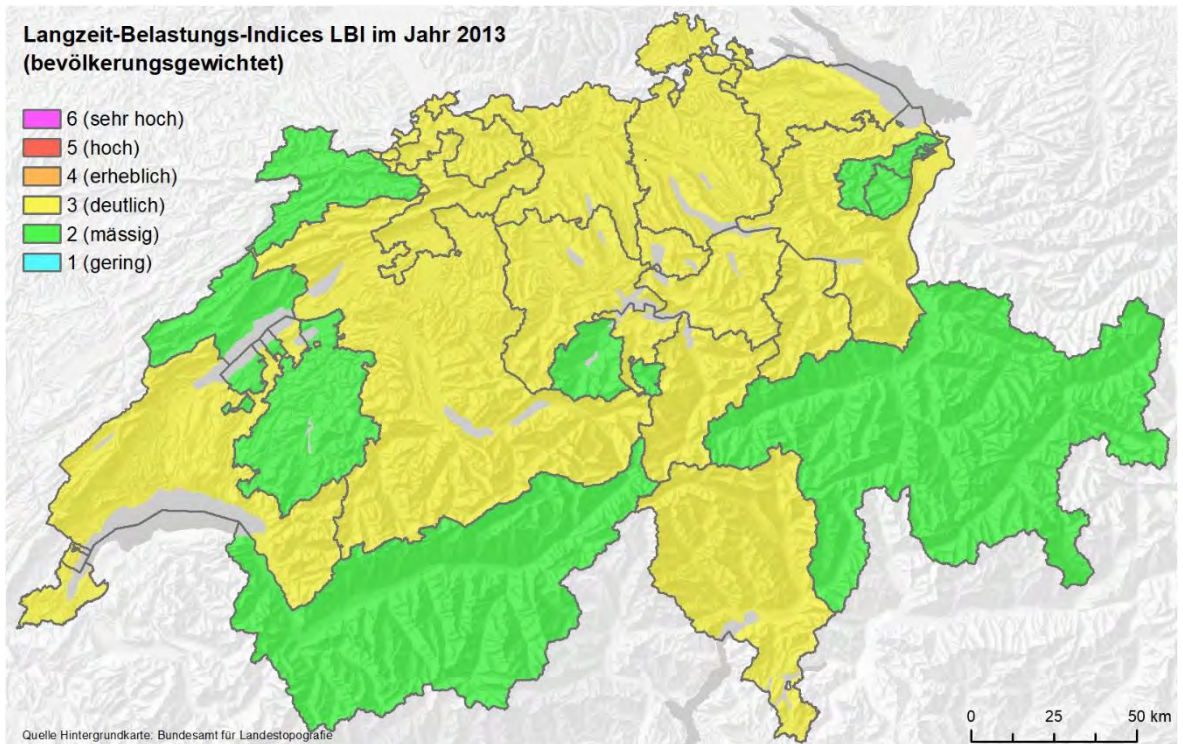 Langzeit-Belastungs-Indices LBI im Jahr 2013
(bevölkerungsgewichtet)
6 (sehr hoch)
5 (hoch)
4 (erheblich)
3 (deutlich)
2 (mässig)
1 (gering)
Quelle Hintergrundkarte: Bundesamt für Landestopografie
0 25 50 km